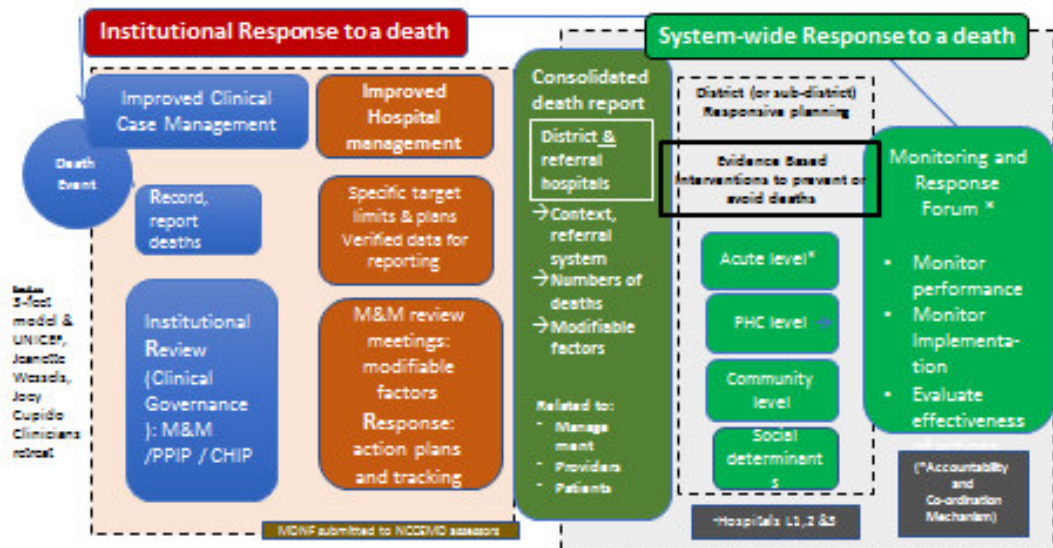 Institutional Response to a death
System-wide Response to a death
Death
Event
Improved Clinical
Case Management
Record,
report
deaths
Institutional
Review
(Clinical
Governance
): M&M
/PPIP / CHIP
Improved
Hospital
management
Specific target
limits & plans
Verified data for
reporting
M&M review
meetings:
modifiable
factors
Response:
action plans
and tracking
MDNF submitted to NCCEMD assessors
3-feet
model &
UNICEF,
Jeanette
Wessels,
Joey
Cupido
Clinicians
retreat
Consolidated
death report
District &
referral
hospitals
→Context,
referral
system
→Numbers of
deaths
→Modifiable
factors
Related to:
- Manage
ment
- Providers
- Patients
District (or sub-district)
Responsive planning
Evidence Based
interventions to prevent or
avoid deaths
Acute level*
PHC level →
Community
level
Social
determinant
s
*Hospitals L1, 2 &3
Monitoring and
Response
Forum *
• Monitor
performance
• Monitor
Implementa-
tion
• Evaluate
effectiveness
(*Accountability
and
Co-ordination
Mechanism)